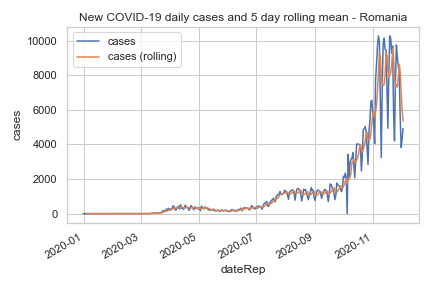 New COVID-19 daily cases and 5 day rolling mean - Romania
cases
cases (rolling)
10000
8000
6000
4000
2000
0
cases
2020-01
2020-03
2020-05
2020-07
2020-09
2020-11
dateRep